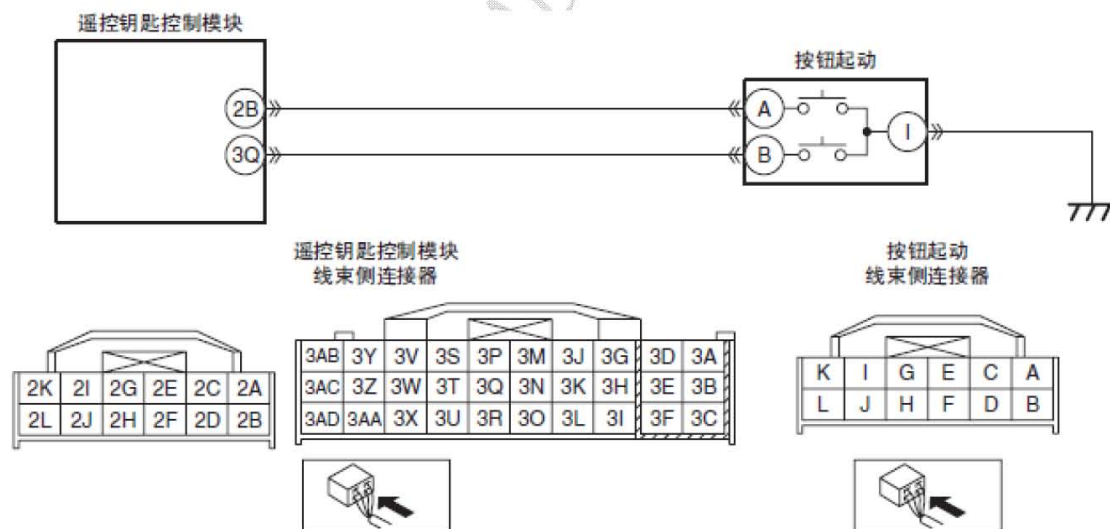 遥控钥匙控制模块
按钮起动
2B
A
I
3Q
B
遥控钥匙控制模块
线束侧连接器
按钮起动
线束侧连接器
2K 2I 2G 2E 2C 2A
2L 2J 2H 2F 2D 2B
3AB 3Y 3V 3S 3P 3M 3J 3G 3D 3A
3AC 3Z 3W 3T 3Q 3N 3K 3H 3E 3B
3AD 3AA 3X 3U 3R 3O 3L 3I 3F 3C
K I G E C A
L J H F D B